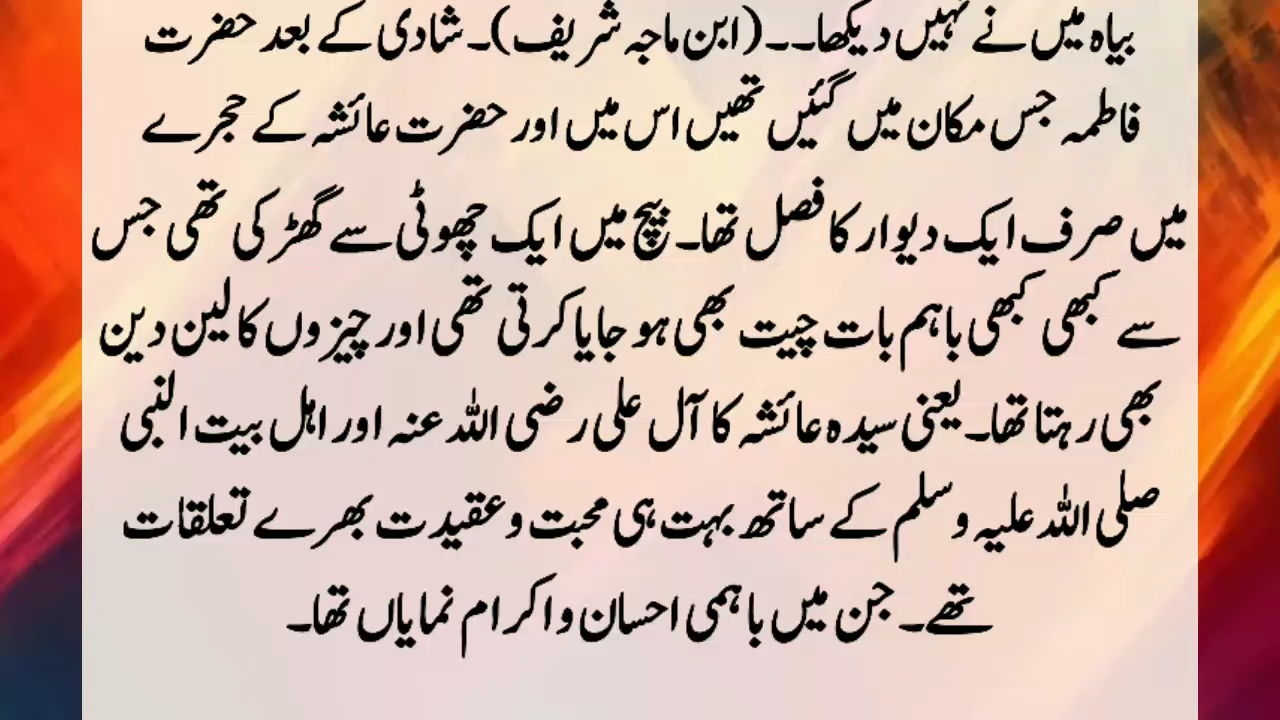 بیاہ میں نے نہیں دیکھا۔۔(ابن ماجہ شریف)۔شادی کے بعد حضرت
فاطمہ جس مکان میں گئیں تھیں اس میں اور حضرت عائشہ کے حجرے
میں صرف ایک دیوار کا فصل تھا۔بیچ میں ایک چھوٹی سے گھڑکی تھی جس
سے کبھی کبھی باہم بات چیت بھی ہو جایا کرتی تھی اور چیزوں کا لین دین
بھی رہتا تھا۔یعنی سیدہ عائشہ کا آل علی رضی اللہ عنہ اور اہل بیت النبی
صلی اللہ علیہ وسلم کے ساتھ بہت ہی محبت و عقیدت بھرے تعلقات
تھے۔ جن میں باہمی احسان و اکرام نمایاں تھا۔